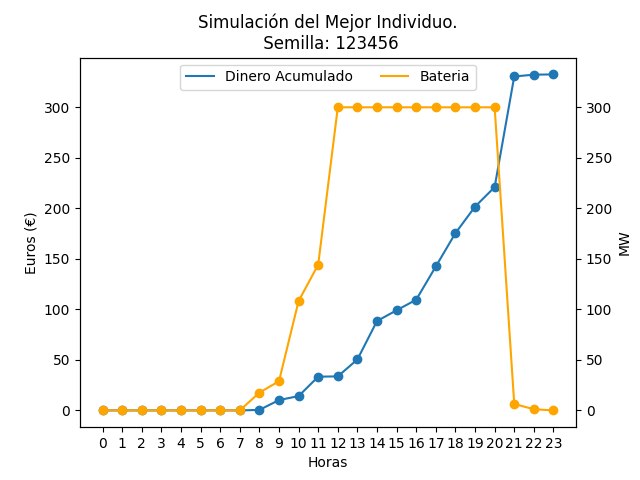 Simulación del Mejor Individuo.
Semilla: 123456
Dinero Acumulado
Bateria
300
250
200
150
100
50
0
Euros (€)
300
250
200
150
100
50
0
MW
0 1 2 3 4 5 6 7 8 9 10 11 12 13 14 15 16 17 18 19 20 21 22 23
Horas